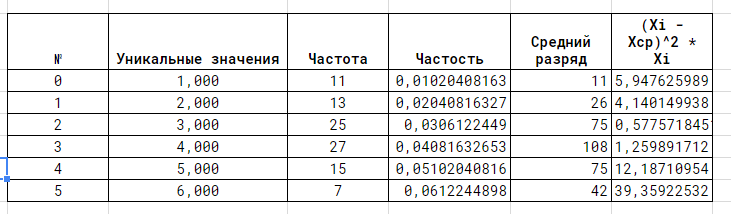 (Xi -
Средний Xcp)^2 *
№ Уникальные значения Частота Частость разряд Xi
0 1,000 11 0,01020408163 11 5,947625989
1 2,000 13 0,02040816327 26 4,140149938
2 3,000 25 0,0306122449 75 0,577571845
3 4,000 27 0,04081632653 108 1,259891712
4 5,000 15 0,05102040816 75 12,18710954
5 6,000 7 0,0612244898 42 39,35922532